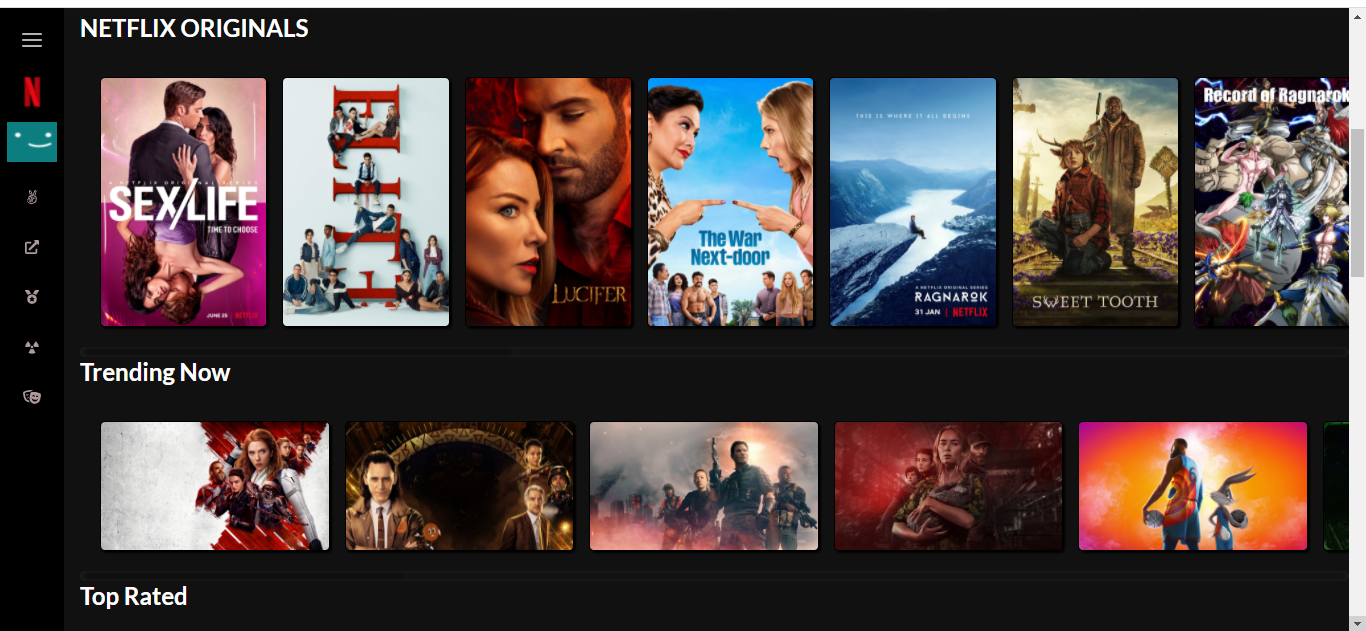 NETFLIX ORIGINALS
N
A NETFLIX ORIGINAL SERIES
SEX/LIFE
TIME TO CHOOSE
JUNE 25 | NETFLIX
ELITE
LUCIFER
The War
Next-door
THIS IS WHERE IT ALL BEGINS
A NETFLIX ORIGINAL SERIES
RAGNAROK
31 JAN | NETFLIX
SWEET TOOTH
Record of Ragnarok
Trending Now
Top Rated